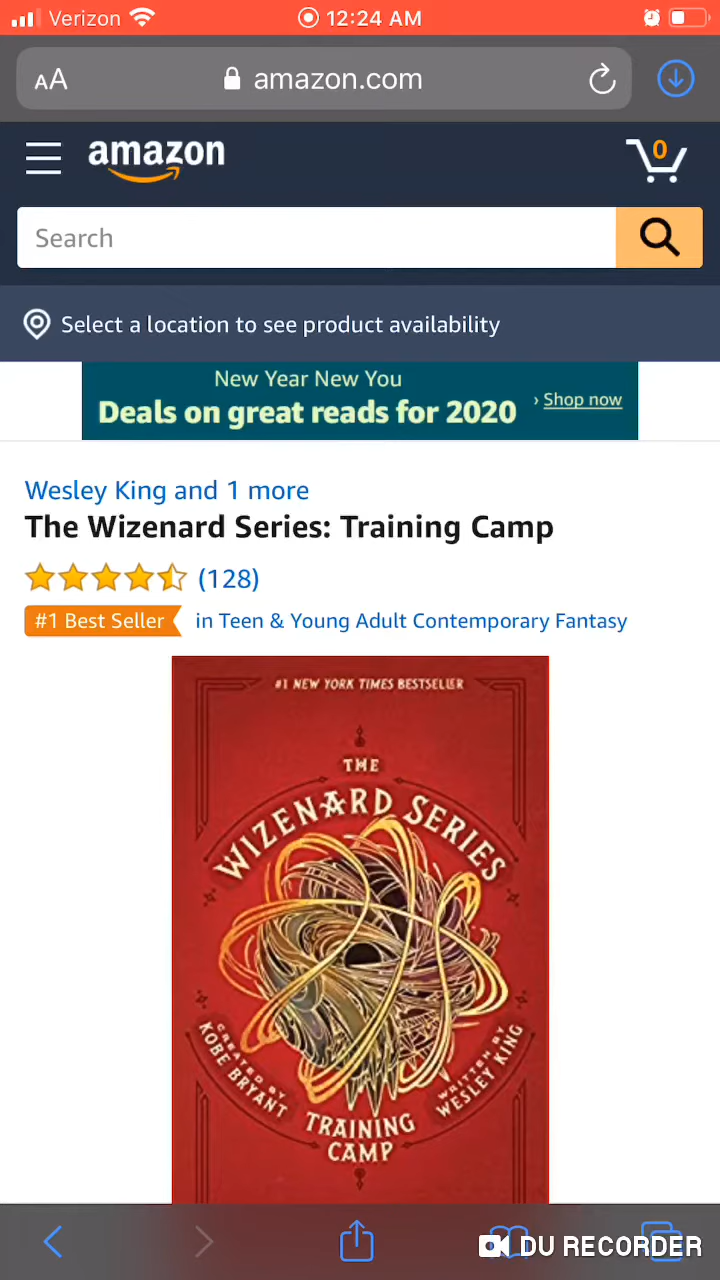 Verizon 12:24 AM
AA amazon.com
amazon 0
Search
Select a location to see product availability
New Year New You
Deals on great reads for 2020 › Shop now
Wesley King and 1 more
The Wizenard Series: Training Camp
(128)
#1 Best Seller in Teen & Young Adult Contemporary Fantasy
#1 NEW YORK TIMES BESTSELLER
THE
WIZENARD SERIES
CREATED BY
KOBE BRYANT
WRITTEN BY
WESLEY KING
TRAINING
CAMP
DU RECORDER